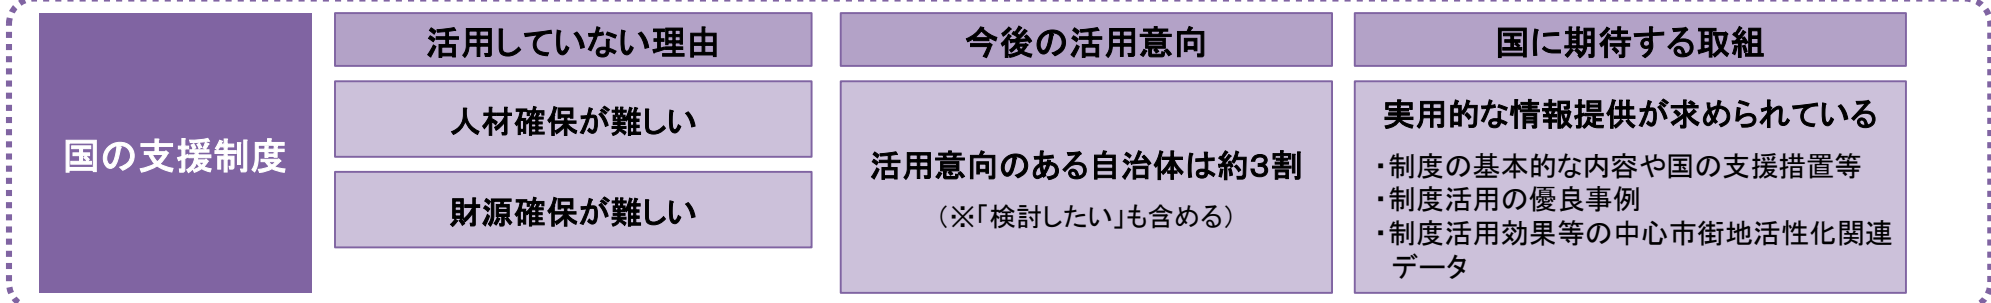 国の支援制度
活用していない理由
人材確保が難しい
財源確保が難しい
今後の活用意向
活用意向のある自治体は約3割
（※「検討したい」も含める）
国に期待する取組
実用的な情報提供が求められている
・制度の基本的な内容や国の支援措置等
・制度活用の優良事例
・制度活用効果等の中心市街地活性化関連
データ